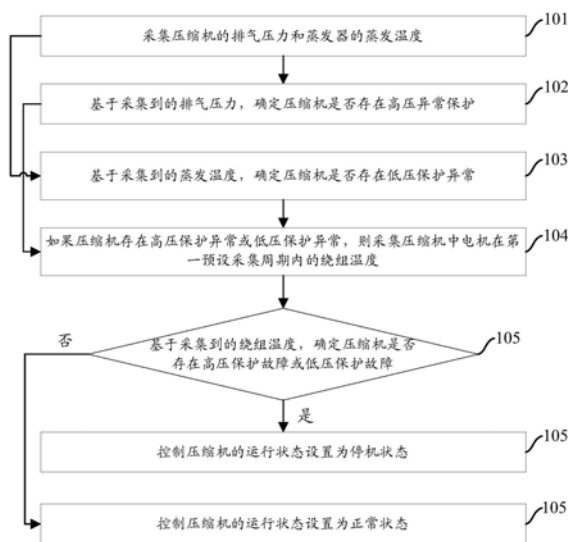 采集压缩机的排气压力和蒸发器的蒸发温度
101
基于采集到的排气压力，确定压缩机是否存在高压异常保护
102
基于采集到的蒸发温度，确定压缩机是否存在低压保护异常
103
如果压缩机存在高压保护异常或低压保护异常，则采集压缩机中电机在第
一预设采集周期内的绕组温度
104
否
基于采集到的绕组温度，确定压缩机是否
存在高压保护故障或低压保护故障
105
是
控制压缩机的运行状态设置为停机状态
105
控制压缩机的运行状态设置为正常状态
105